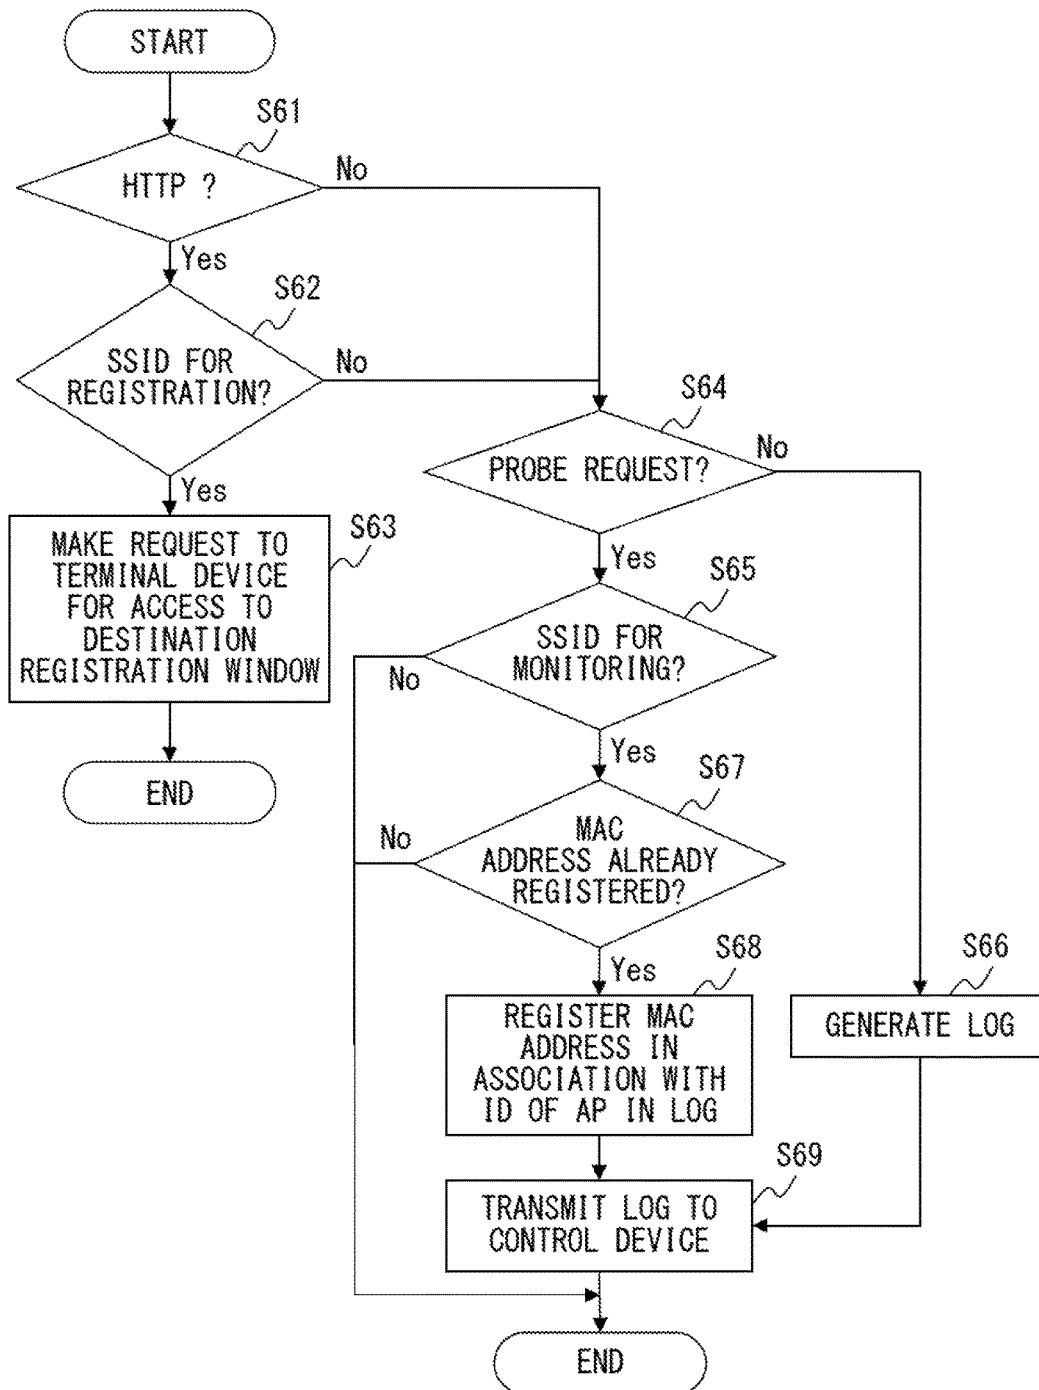 START
S61
HTTP ?
No
Yes
S62
SSID FOR
REGISTRATION?
No
Yes
S63
MAKE REQUEST TO
TERMINAL DEVICE
FOR ACCESS TO
DESTINATION
REGISTRATION WINDOW
END
S64
PROBE REQUEST?
No
Yes
S65
SSID FOR
MONITORING?
No
Yes
S67
MAC
ADDRESS ALREADY
REGISTERED?
No
Yes
S68
REGISTER MAC
ADDRESS IN
ASSOCIATION WITH
ID OF AP IN LOG
S66
GENERATE LOG
S69
TRANSMIT LOG TO
CONTROL DEVICE
END